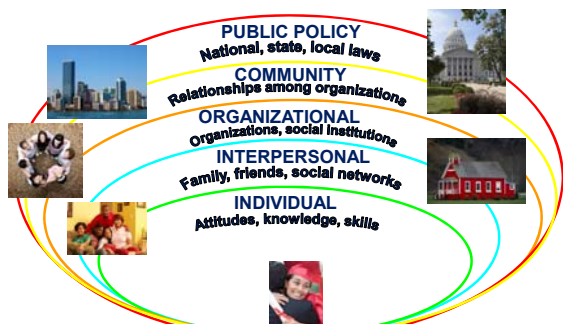 PUBLIC POLICY
National, state, local laws
COMMUNITY
Relationships among organizations
ORGANIZATIONAL
Organizations, social institutions
INTERPERSONAL
Family, friends, social networks
INDIVIDUAL
Attitudes, knowledge, skills